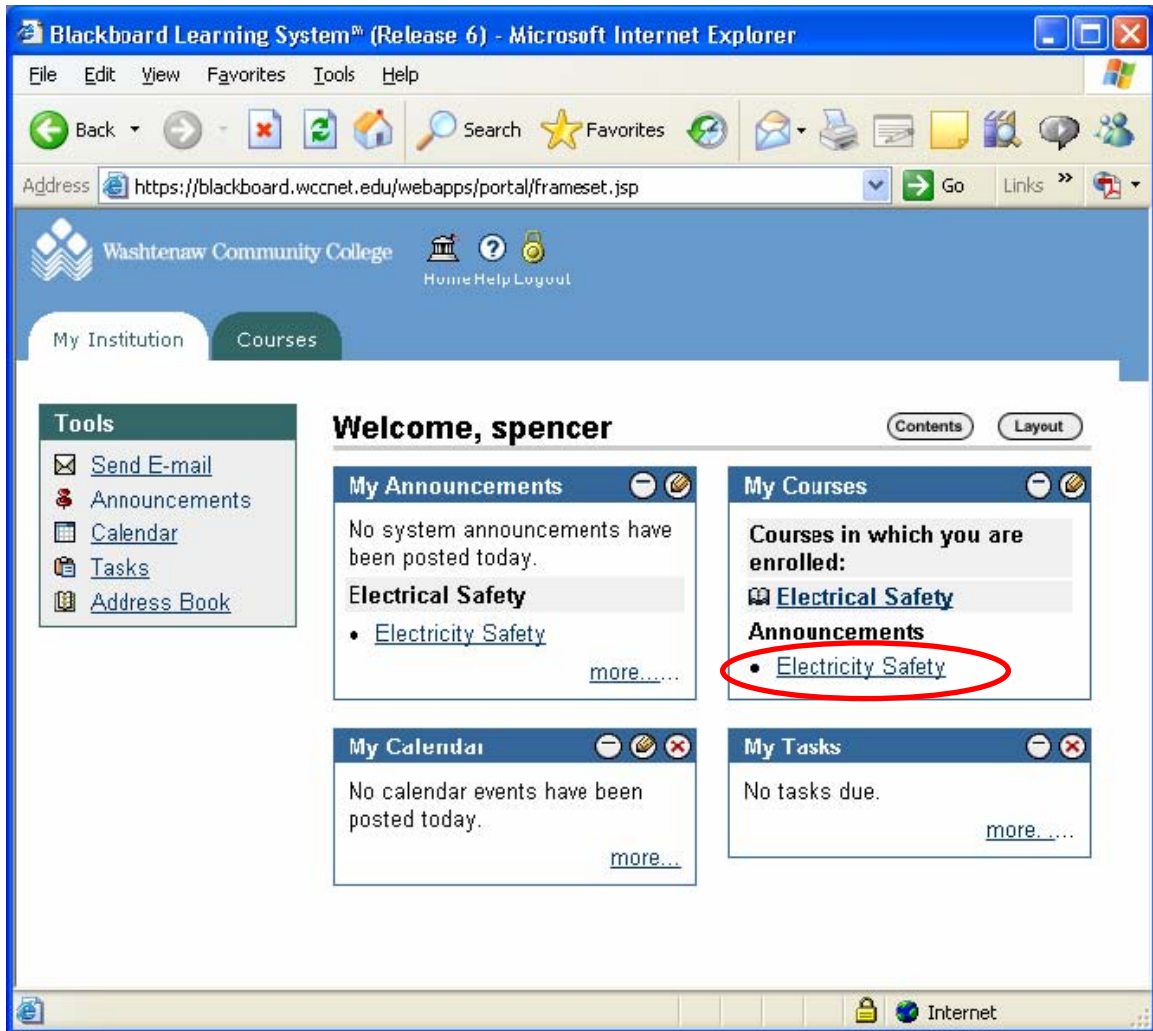 Blackboard Learning System℠ (Release 6) - Microsoft Internet Explorer
File Edit View Favorites Tools Help
Back Search Favorites
Address https://blackboard.wccnet.edu/webapps/portal/frameset.jsp Go Links »
Washtenaw Community College
Home Help Logout
My Institution Courses
Tools
Send E-mail
Announcements
Calendar
Tasks
Address Book
Welcome, spencer
Contents Layout
My Announcements
No system announcements have
been posted today.
Electrical Safety
• Electricity Safety
more......
My Courses
Courses in which you are
enrolled:
Electrical Safety
Announcements
• Electricity Safety
My Calendar
No calendar events have been
posted today.
more...
My Tasks
No tasks due.
more......
Internet